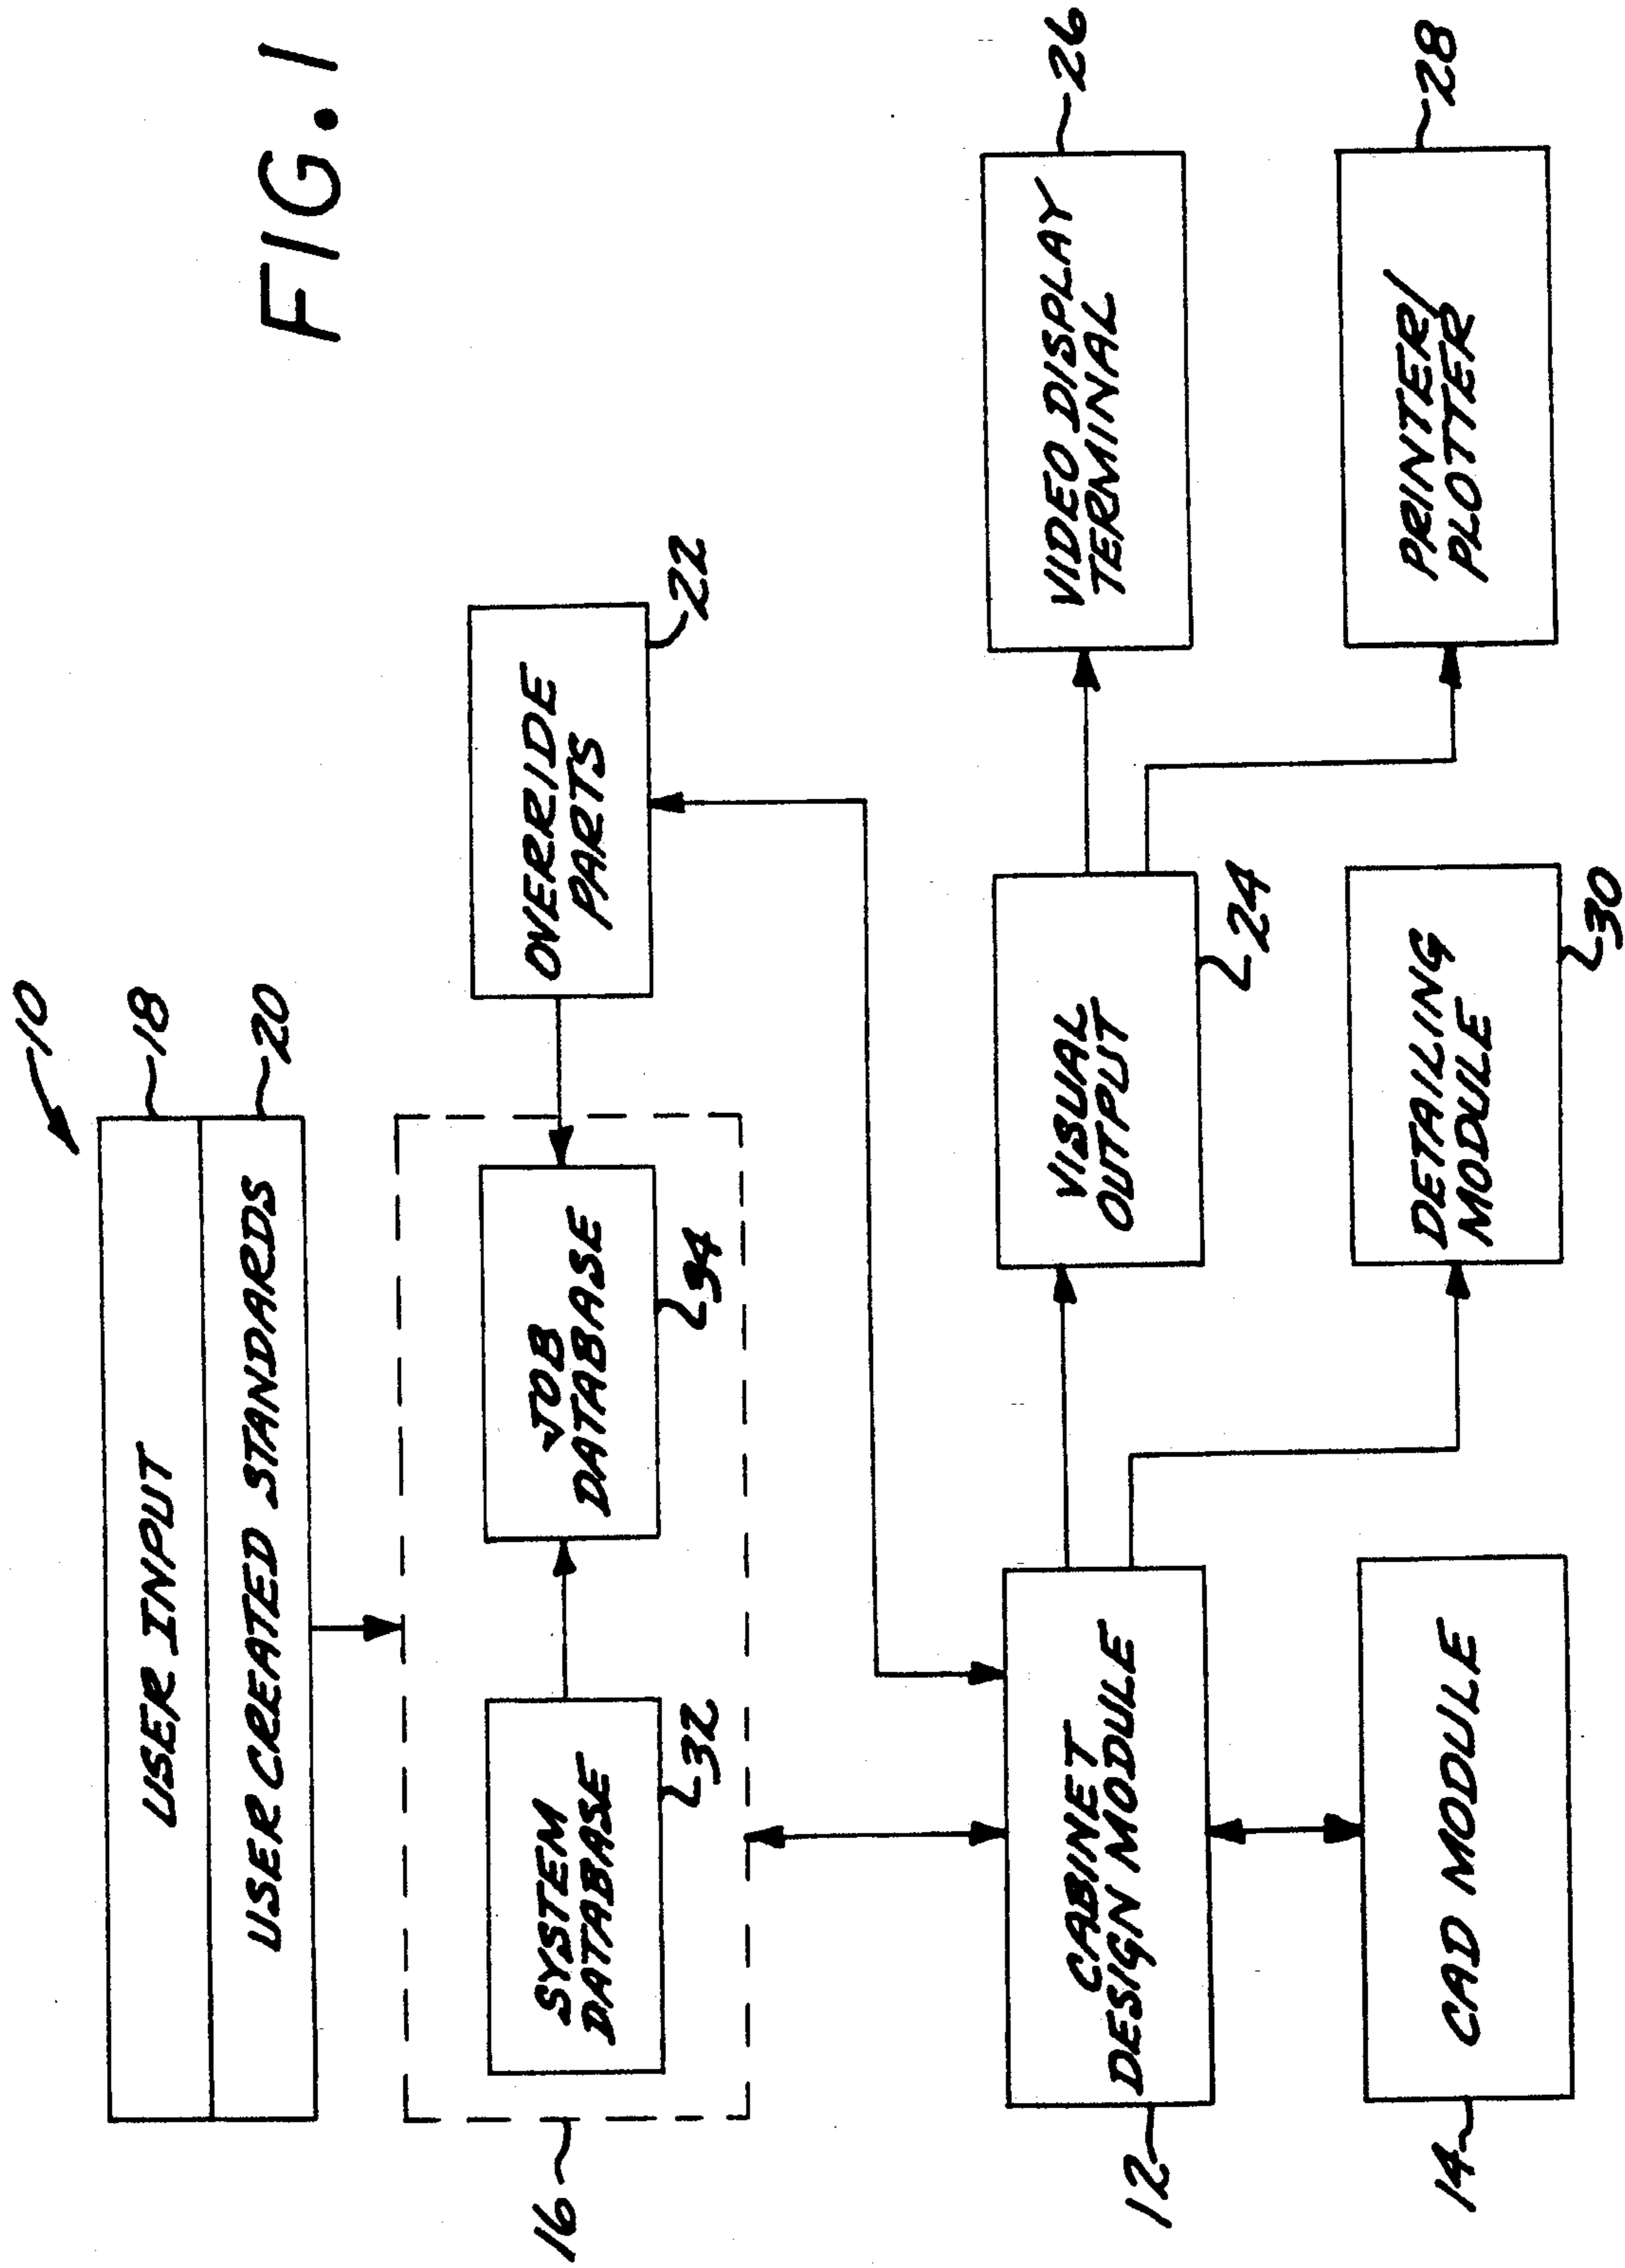 FIG. 1
10
USER INPUT
18
USER CREATED STANDARDS
20
16
SYSTEM
DATABASE
32
JOB
DATABASE
34
OVERRIDE
PARTS
22
12
CABINET
DESIGN MODULE
VISUAL
OUTPUT
24
VIDEO DISPLAY
TERMINAL
26
14
CAD MODULE
DETAILING
MODULE
30
PRINTER/
PLOTTER
28